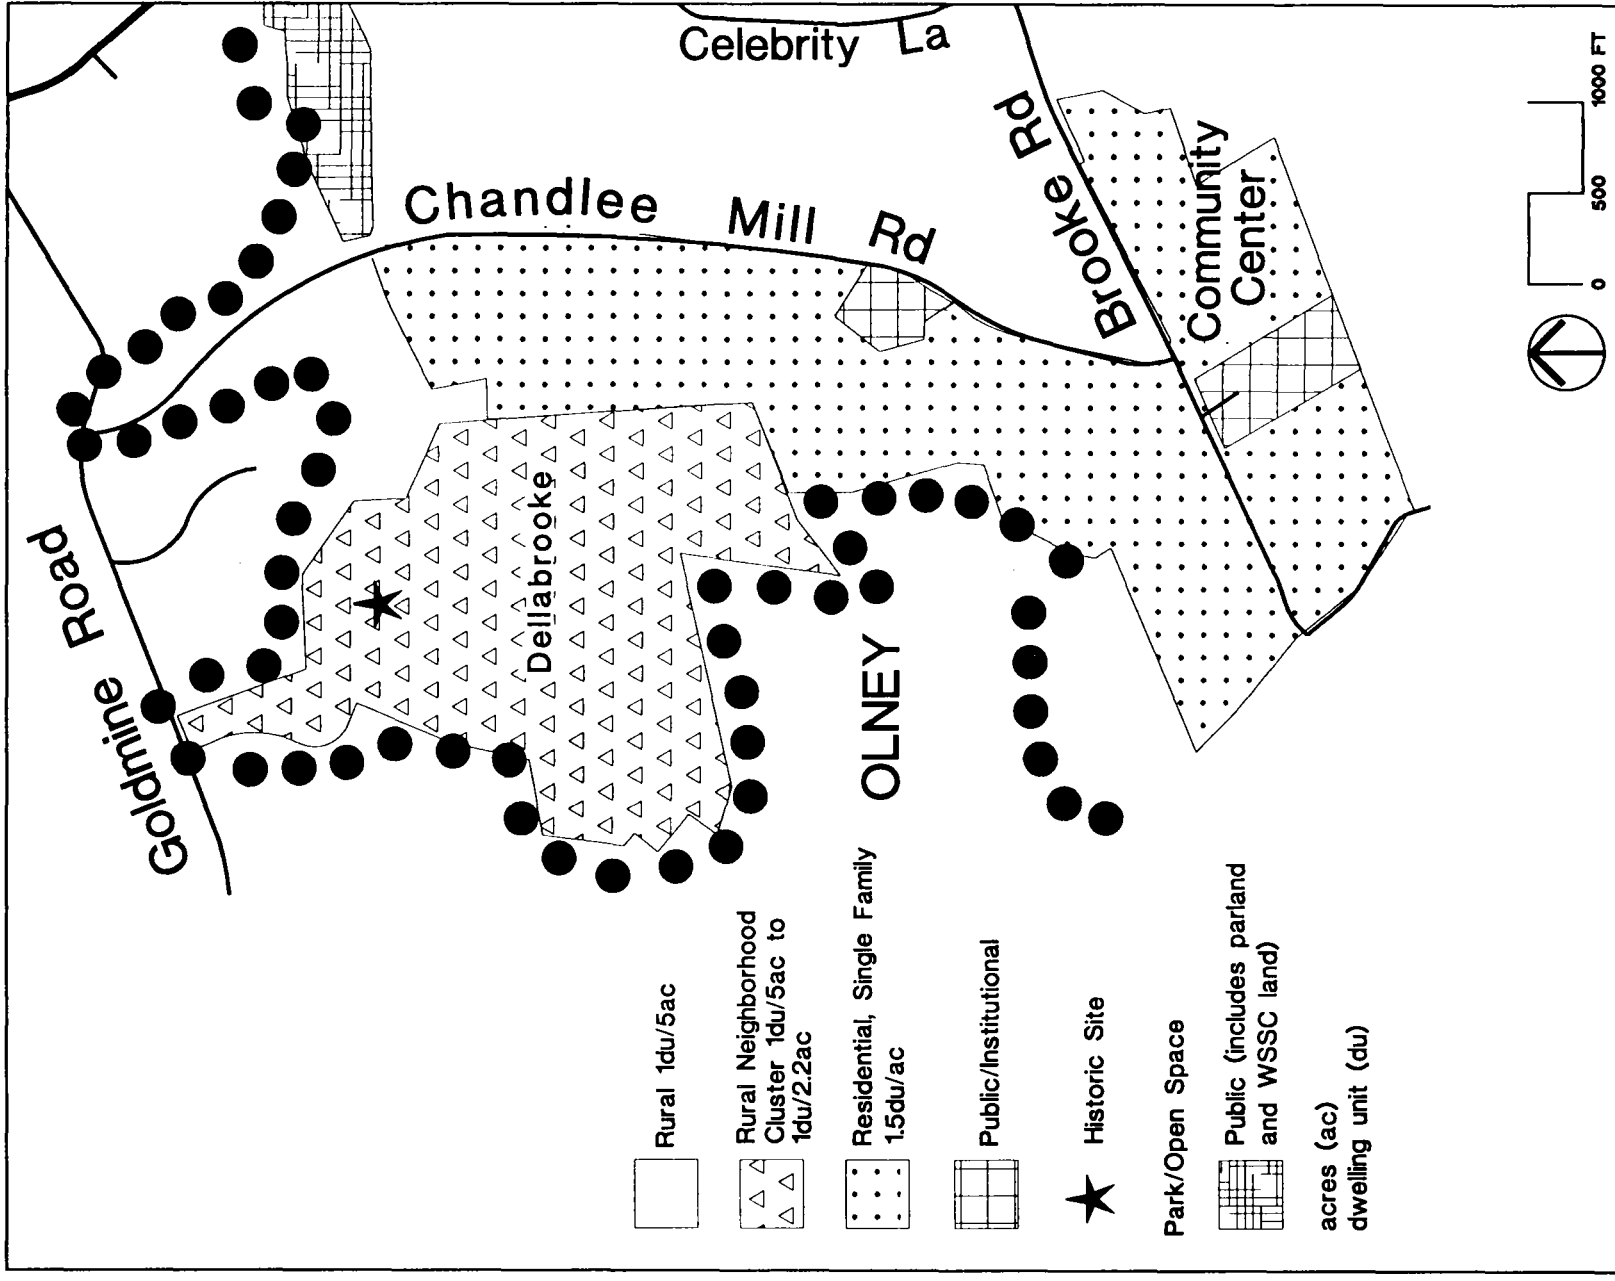 Goldmine Road
Chandlee Mill Rd
Celebrity La
Brooke Rd
Community
Center
Dellabrooke
OLNEY
Rural 1du/5ac
Rural Neighborhood
Cluster 1du/5ac to
1du/2.2ac
Residential, Single Family
1.5du/ac
Public/Institutional
Historic Site
Park/Open Space
Public (includes parland
and WSSC land)
acres (ac)
dwelling unit (du)
0 500 1000 FT